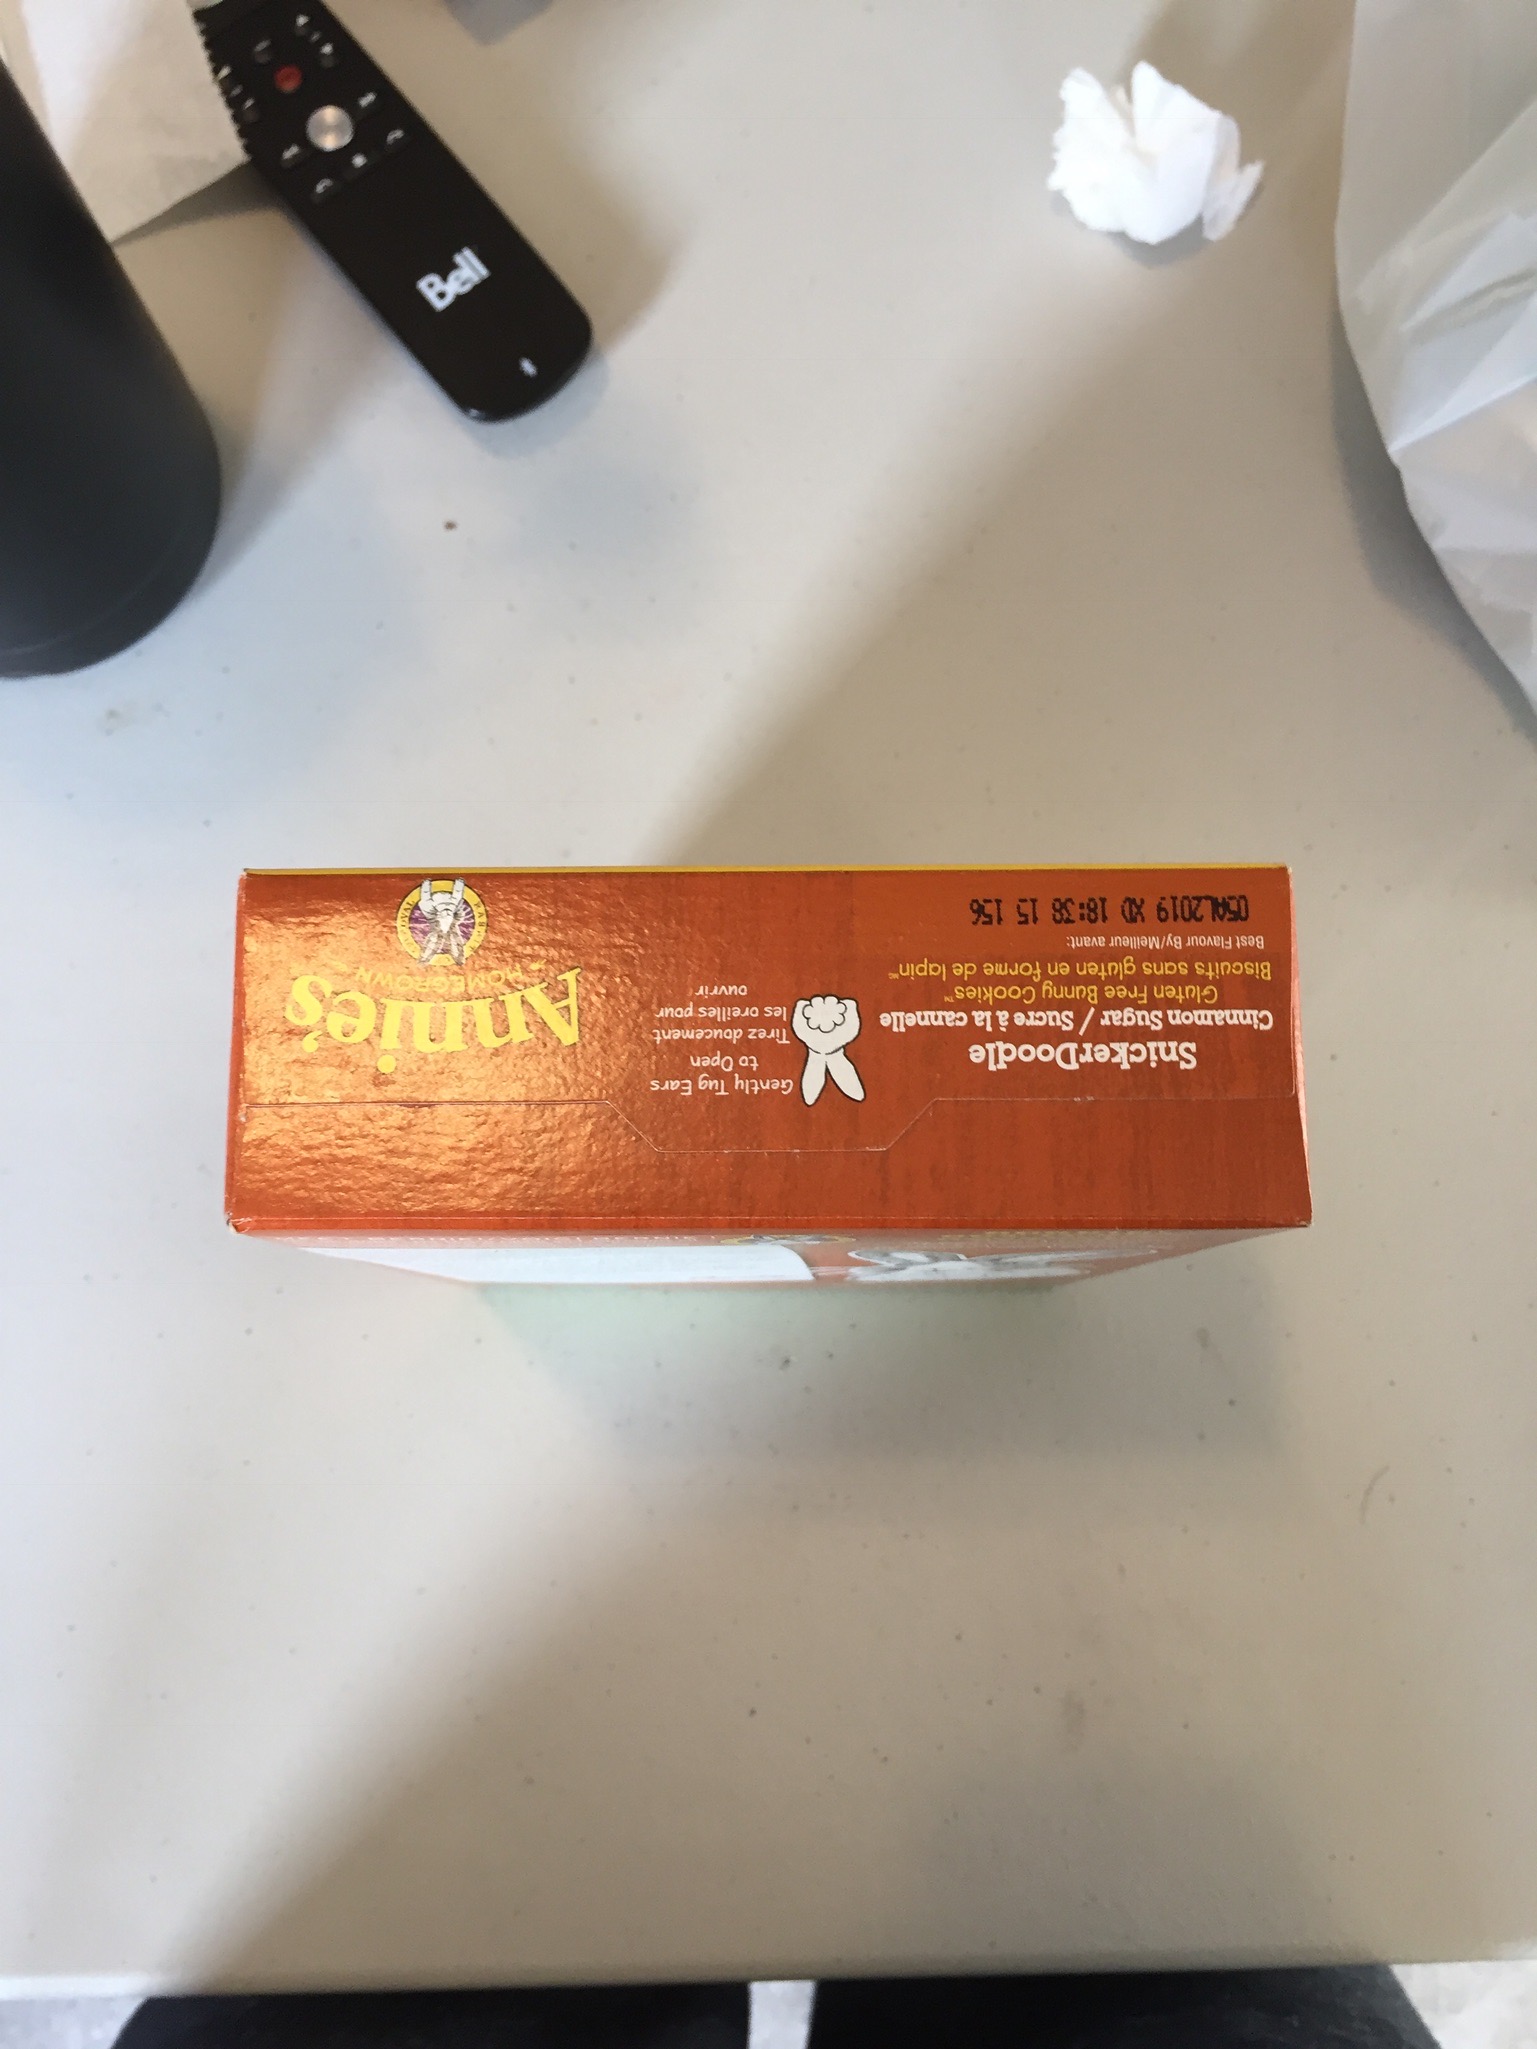 Bell
SnickerDoodle
Cinnamon Sugar / Sucre à la cannelle
Gluten Free Bunny Cookies™
Biscuits sans gluten en forme de lapin
Best Flavour By/Meilleur avant:
05AL2019 XD 18:38 15 156
Gently Tug Ears
to Open
Tirez doucement
les oreilles pour
ouvrir
Annie's
HOMEGROWN